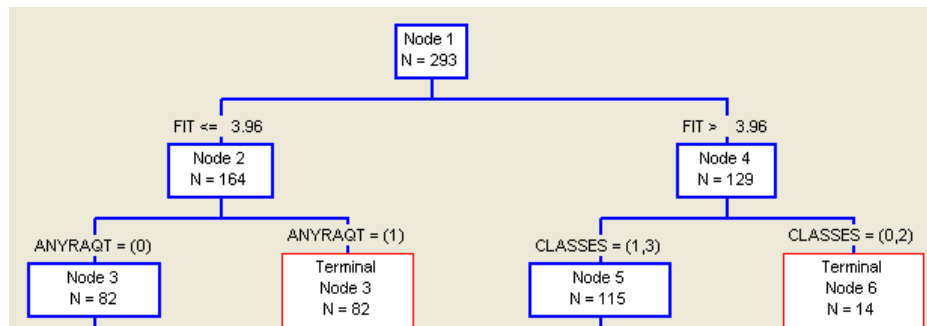 Node 1
N = 293
FIT <= 3.96
FIT > 3.96
Node 2
N = 164
Node 4
N = 129
ANYRAQT = (0)
ANYRAQT = (1)
CLASSES = (1,3)
CLASSES = (0,2)
Node 3
N = 82
Terminal
Node 3
N = 82
Node 5
N = 115
Terminal
Node 6
N = 14